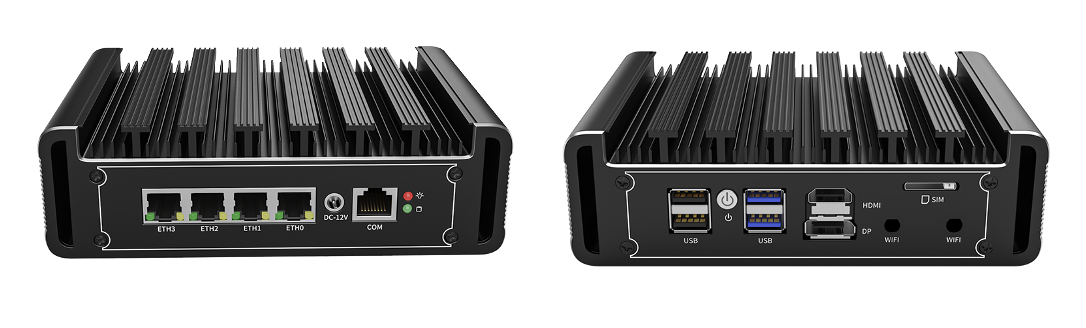 ETH3 ETH2 ETH1 ETH0
DC-12V
COM
USB
USB
HDMI
DP
SIM
WIFI
WIFI